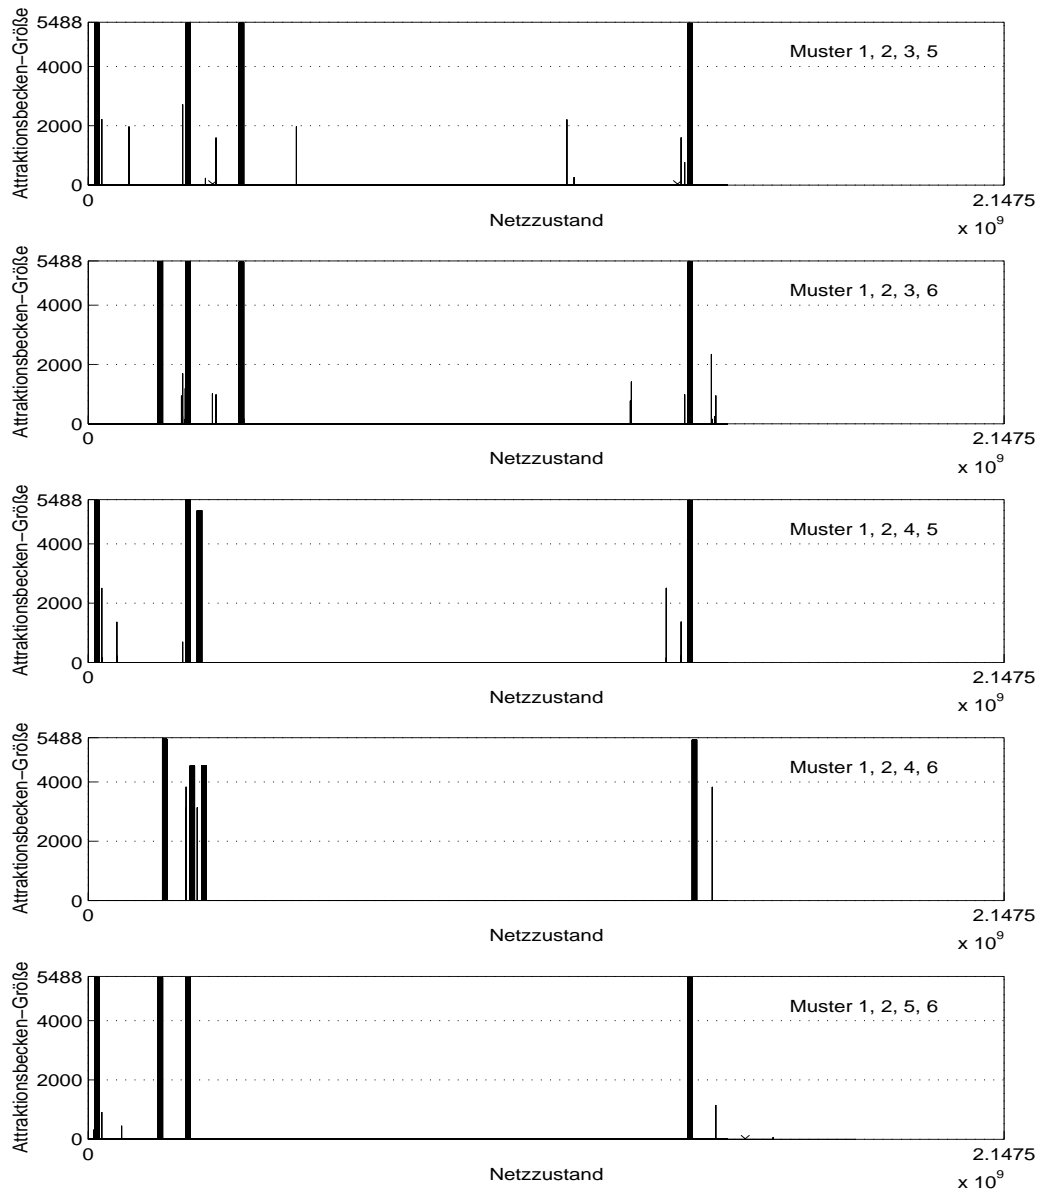 Attraktionsbecken−Größe
5488
4000
2000
0
Muster 1, 2, 3, 5
0
2.1475
Netzzustand
x 10^9
Attraktionsbecken−Größe
5488
4000
2000
0
Muster 1, 2, 3, 6
0
2.1475
Netzzustand
x 10^9
Attraktionsbecken−Größe
5488
4000
2000
0
Muster 1, 2, 4, 5
0
2.1475
Netzzustand
x 10^9
Attraktionsbecken−Größe
5488
4000
2000
0
Muster 1, 2, 4, 6
0
2.1475
Netzzustand
x 10^9
Attraktionsbecken−Größe
5488
4000
2000
0
Muster 1, 2, 5, 6
0
2.1475
Netzzustand
x 10^9